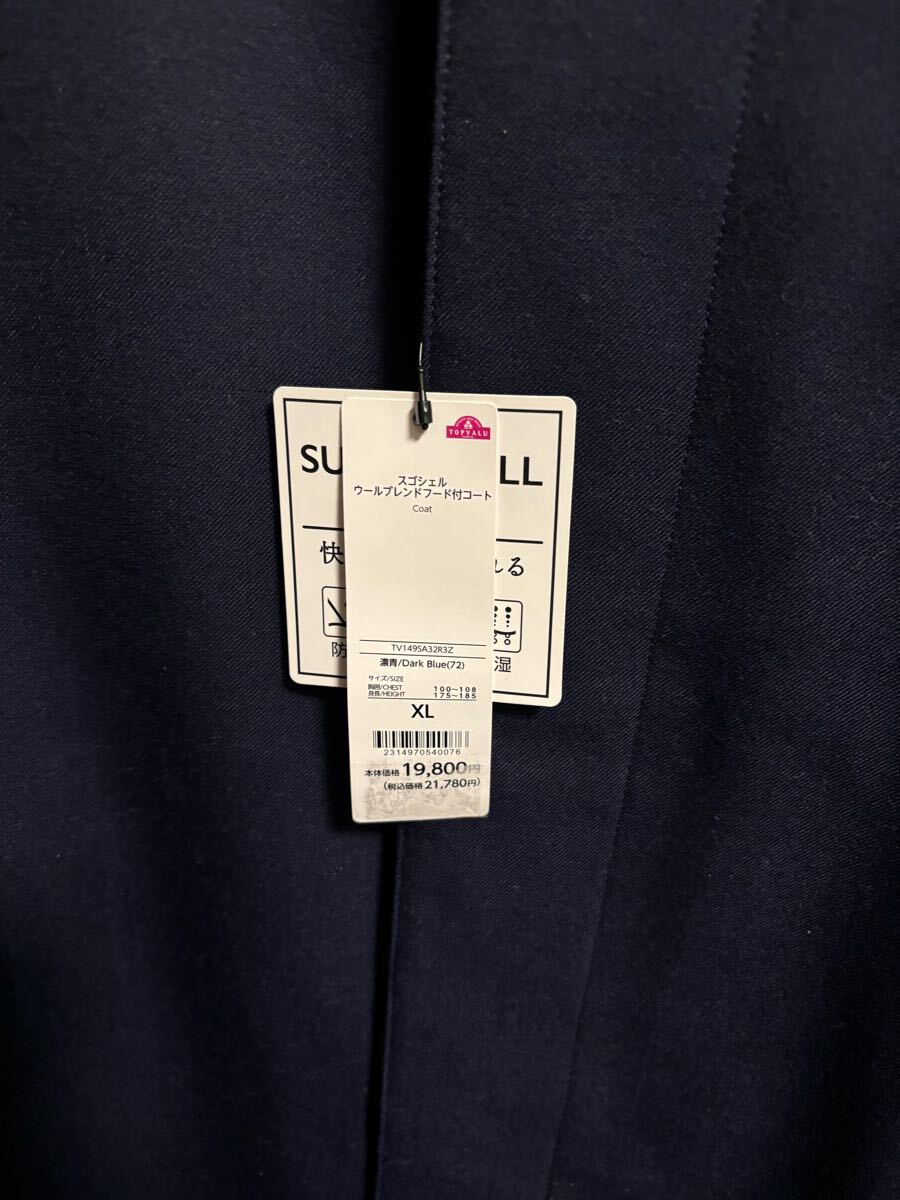 TOPVALU
スゴシェル
ウールブレンドフード付コート
Coat
TV149SA32R3Z
濃青/Dark Blue(72)
サイズ/SIZE
胸囲/CHEST 100~108
身長/HEIGHT 175~185
XL
2314970540076
本体価格 19,800円
(税込価格 21,780円)
SU LL
快 れる
防 湿